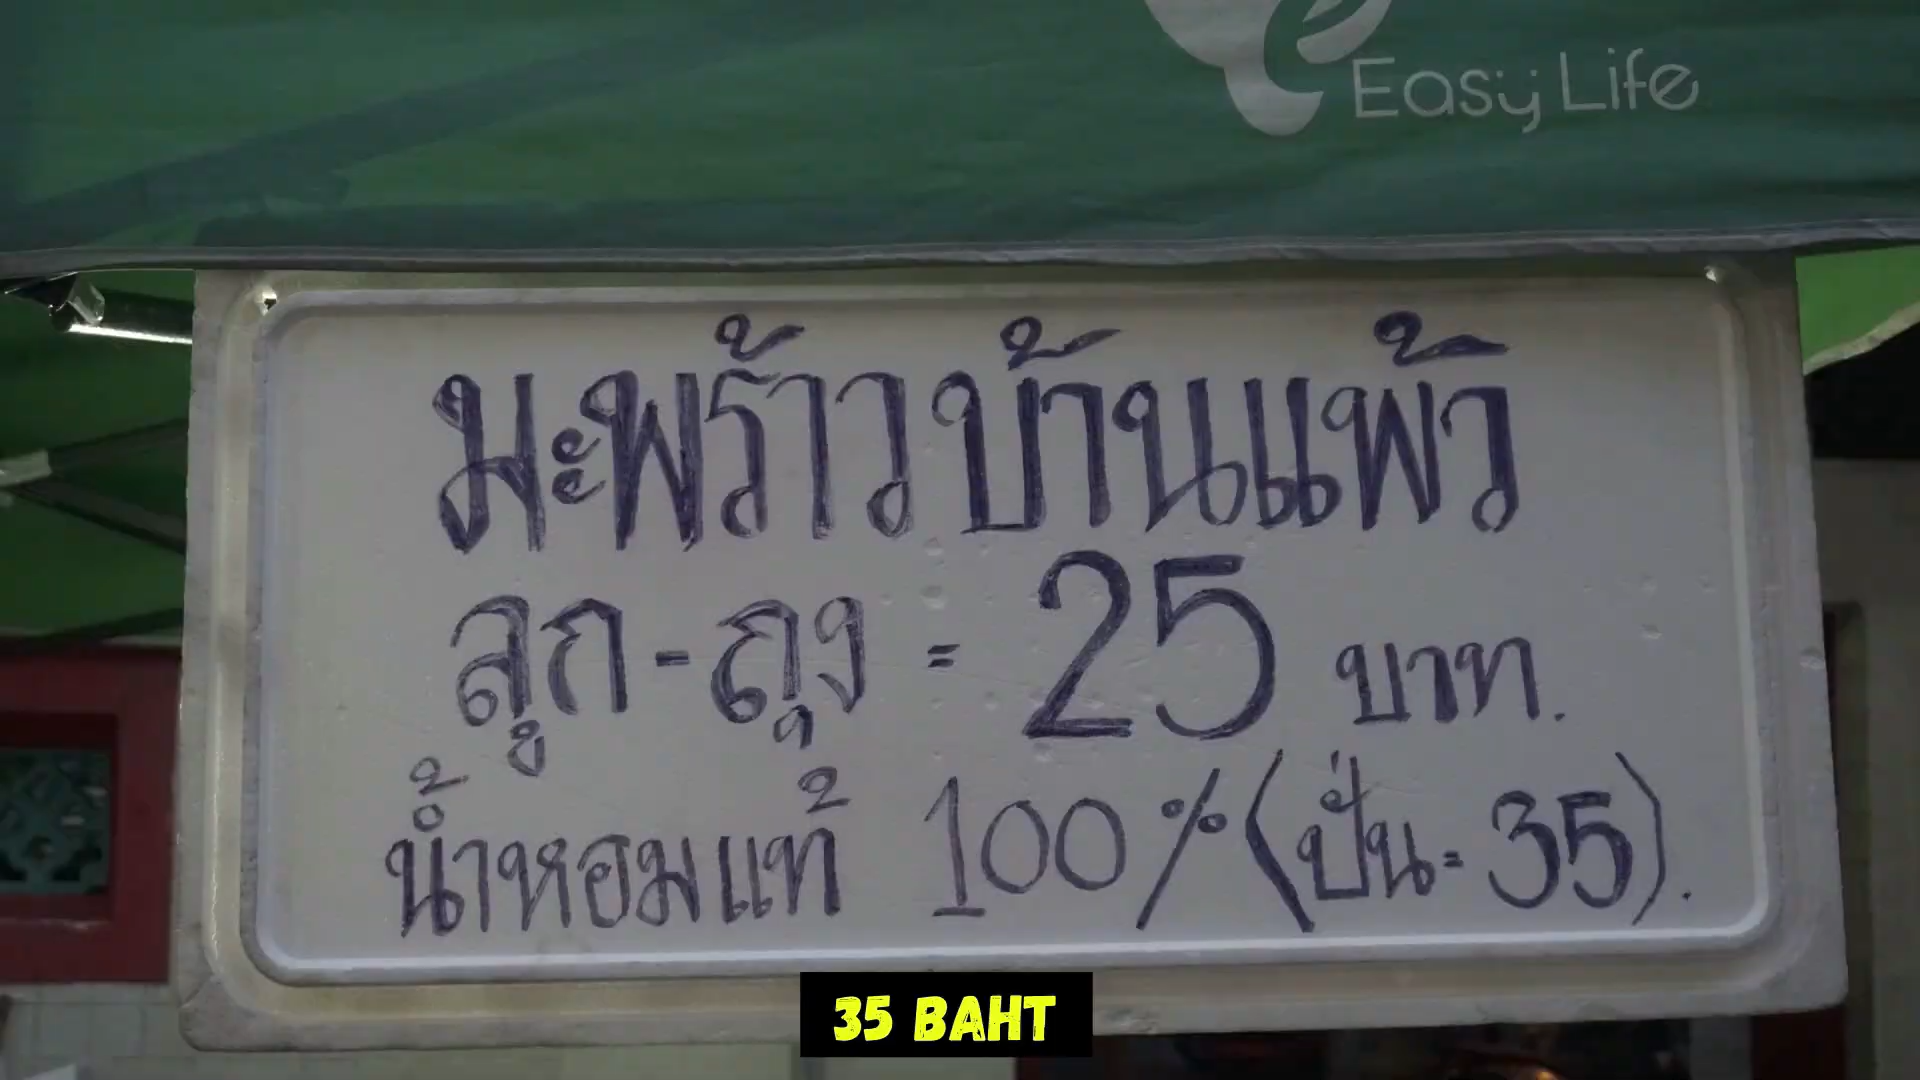 Easy Life
มะพร้าวบ้านแพ้ว
ลูก - ถุง = 25 บาท.
น้ำหอมแท้ 100% (ปั่น = 35).
35 BAHT